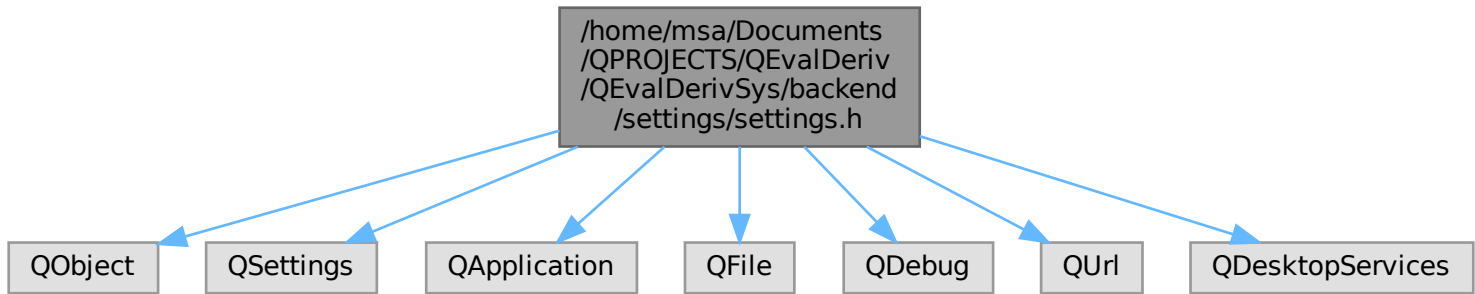 /home/msa/Documents
/QPROJECTS/QEvalDeriv
/QEvalDerivSys/backend
/settings/settings.h
QObject
QSettings
QApplication
QFile
QDebug
QUrl
QDesktopServices